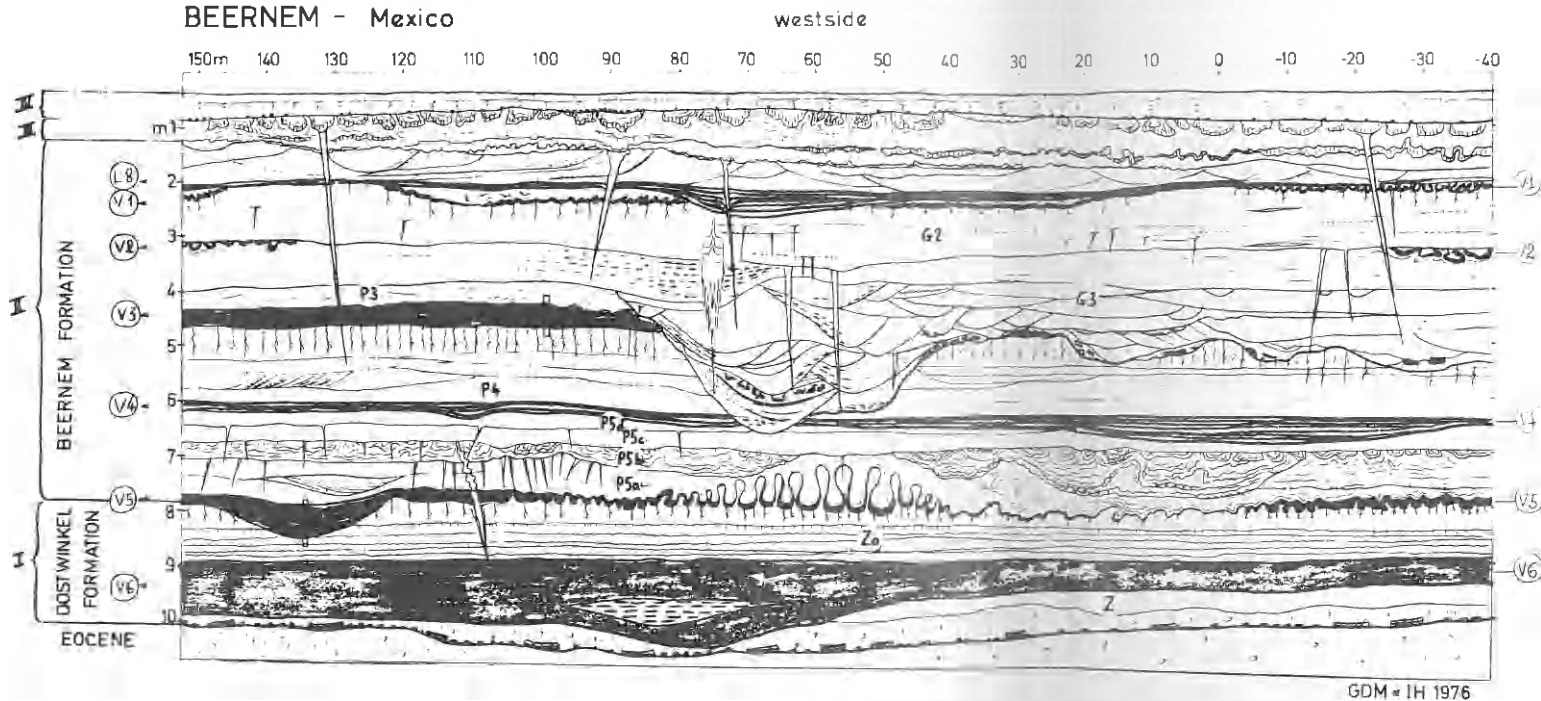 BEERNEM - Mexico westside
150m 140 130 120 110 100 90 80 70 60 50 40 30 20 10 0 -10 -20 -30 -40
III
m1
L8 2 V1
V1
G2
3
V2 V2
BEERNEM FORMATION
II
P3 4 G3
V3
5
P4
V4 6 V4
P5d
P5c
7 P5b
P5a
V5 V5
8
OOSTWINKEL FORMATION
I
Zo
9
V6 V6
Z
10
EOCENE
GDM & IH 1976